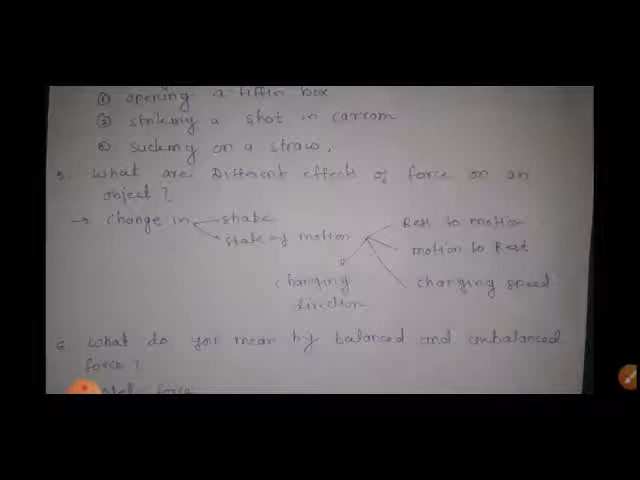 ① opening a tiffin box
② striking a shot in carrom
③ sucking on a straw.
5. What are Different effects of force on an
object?
→ change in shape
state of motion Rest to motion
motion to Rest
changing speed
changing
direction
6 What do you mean by balanced and imbalanced
force?
force